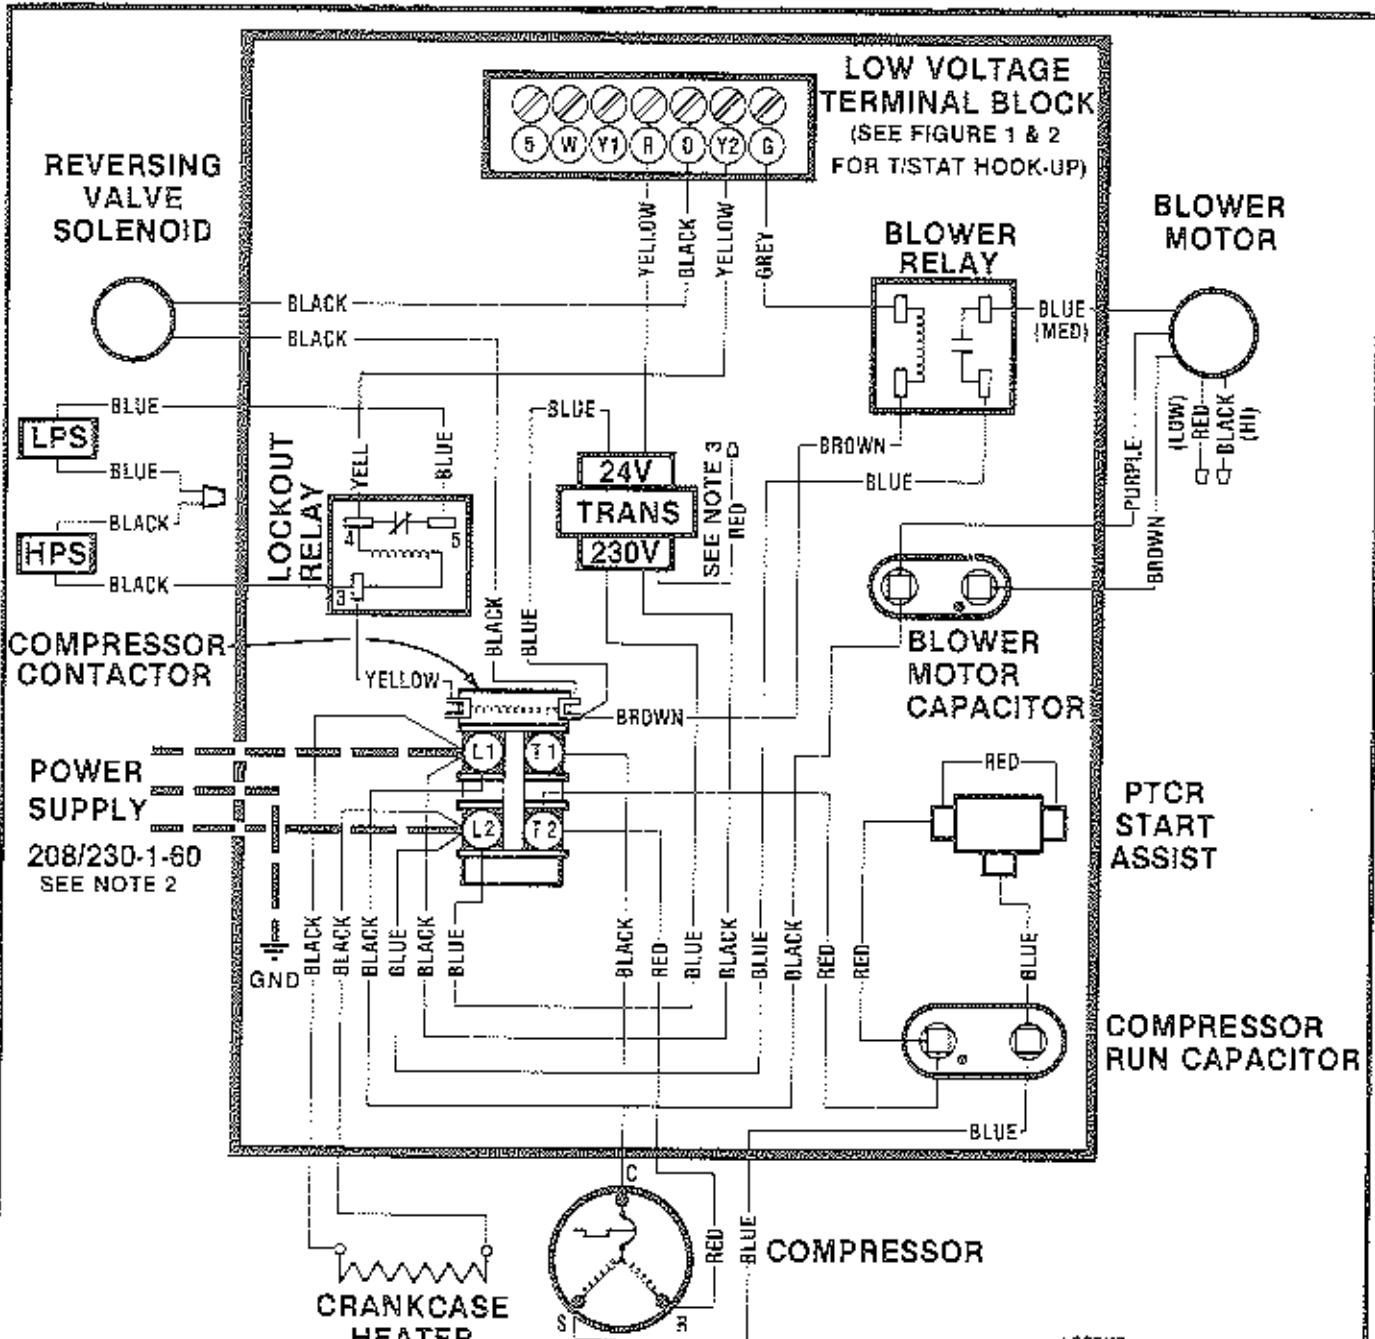 LOW VOLTAGE
TERMINAL BLOCK
(SEE FIGURE 1 & 2
FOR T/STAT HOOK-UP)
5 W Y1 R O Y2 G
REVERSING
VALVE
SOLENOID
BLOWER
MOTOR
BLOWER
RELAY
YELLOW
BLACK
YELLOW
GREY
BLACK
BLACK
BLUE
(MED)
(LOW)
RED
BLACK
(HI)
BLUE
LPS
BLUE
BLACK
HPS
BLACK
LOCKOUT
RELAY
YELL
BLUE
4 5
3
BLUE
24V
TRANS
230V
SEE NOTE 3
RED
BROWN
BLUE
PURPLE
BROWN
BLACK
BLUE
COMPRESSOR
CONTACTOR
YELLOW
BROWN
BLOWER
MOTOR
CAPACITOR
L1 T1
L2 T2
POWER
SUPPLY
208/230-1-60
SEE NOTE 2
GND
RED
PTCR
START
ASSIST
BLACK
BLACK
BLACK
BLUE
BLACK
BLUE
BLACK
RED
BLUE
BLACK
BLUE
BLACK
RED
RED
BLUE
COMPRESSOR
RUN CAPACITOR
BLUE
C
RED
BLUE
COMPRESSOR
S R
CRANKCASE
HEATER